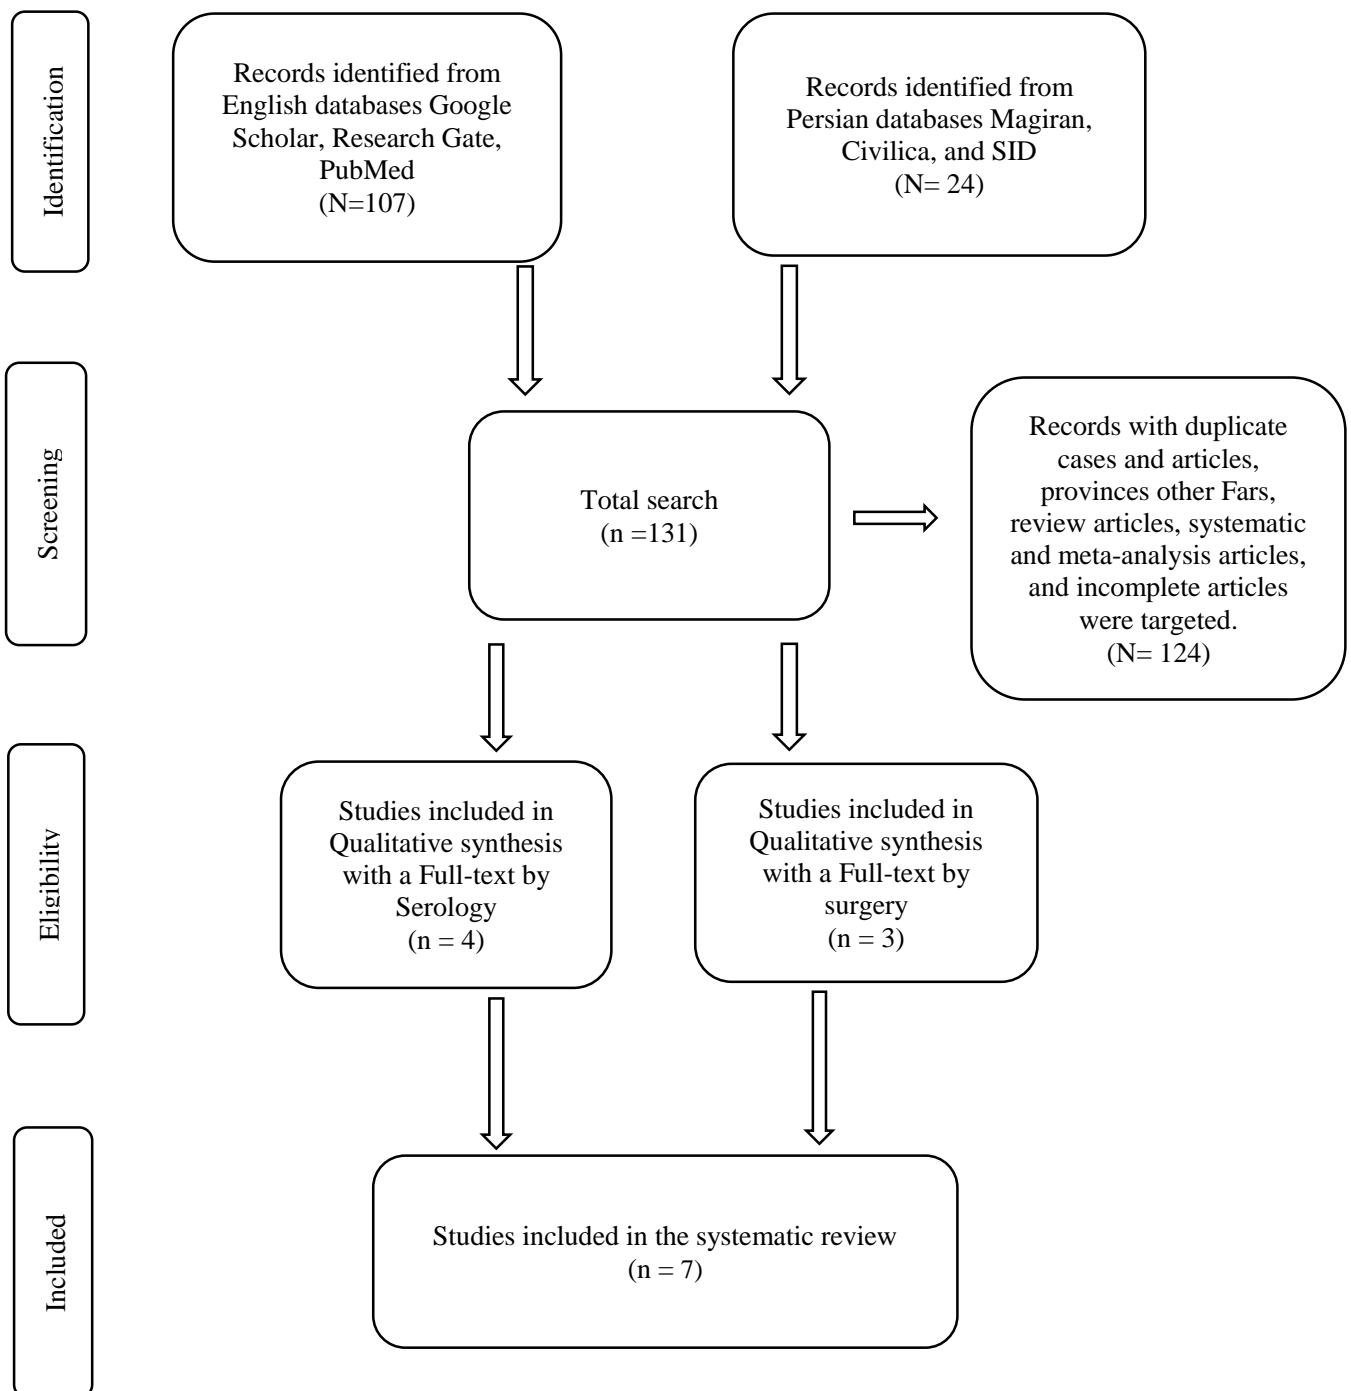 Identification
Records identified from
English databases Google
Scholar, Research Gate,
PubMed
(N=107)
Records identified from
Persian databases Magiran,
Civilica, and SID
(N= 24)
Screening
Total search
(n =131)
Records with duplicate
cases and articles,
provinces other Fars,
review articles, systematic
and meta-analysis articles,
and incomplete articles
were targeted.
(N= 124)
Eligibility
Studies included in
Qualitative synthesis
with a Full-text by
Serology
(n = 4)
Studies included in
Qualitative synthesis
with a Full-text by
surgery
(n = 3)
Included
Studies included in the systematic review
(n = 7)